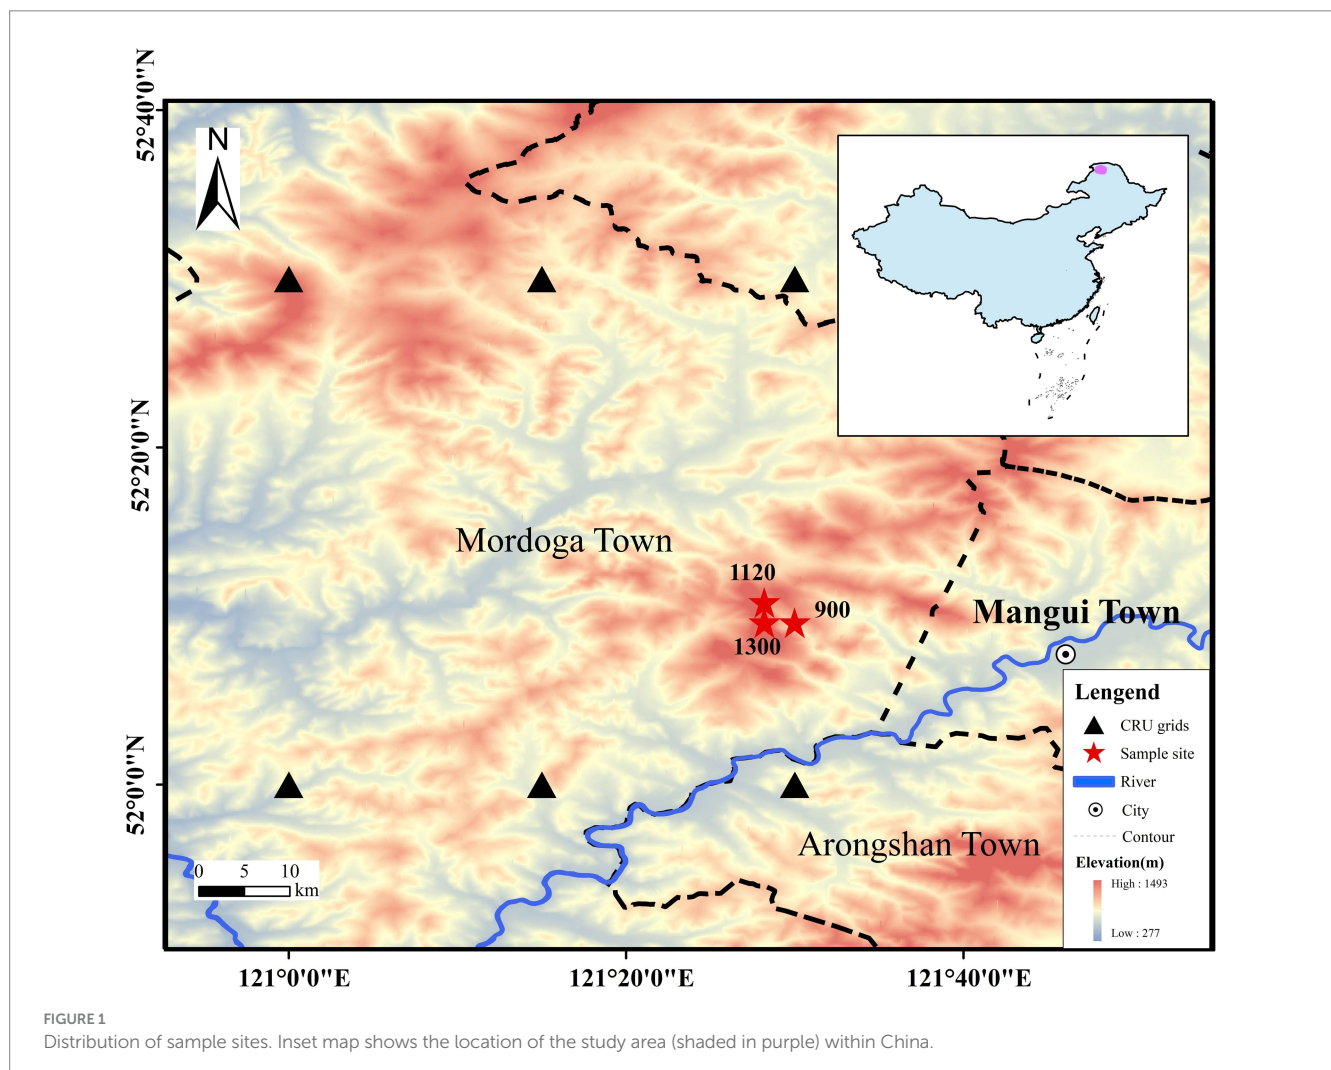 52°40'0"N
N
52°20'0"N
Mordoga Town
1120
900
1300
Mangui Town
Lengend
CRU grids
Sample site
River
City
Contour
Elevation(m)
High : 1493
Low : 277
52°0'0"N
Arongshan Town
0 5 10
km
121°0'0"E 121°20'0"E 121°40'0"E
FIGURE 1
Distribution of sample sites. Inset map shows the location of the study area (shaded in purple) within China.